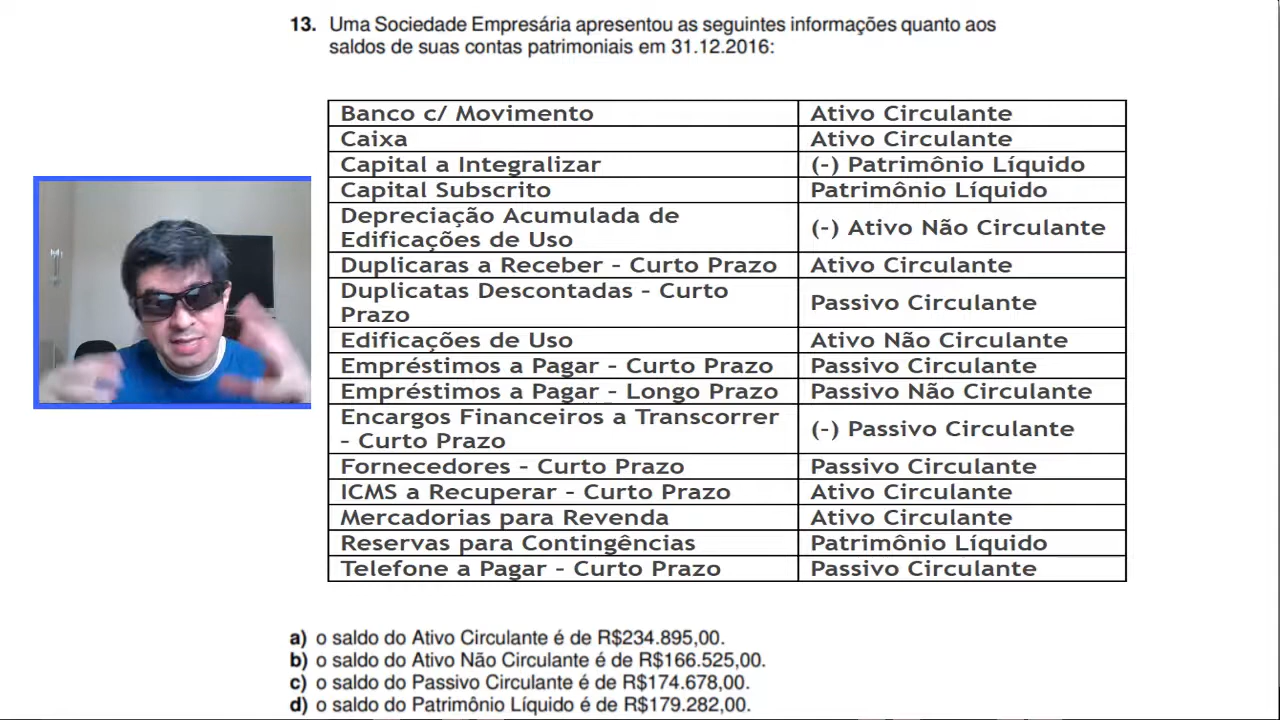 13. Uma Sociedade Empresária apresentou as seguintes informações quanto aos
saldos de suas contas patrimoniais em 31.12.2016:
Banco c/ Movimento Ativo Circulante
Caixa Ativo Circulante
Capital a Integralizar (-) Patrimônio Líquido
Capital Subscrito Patrimônio Líquido
Depreciação Acumulada de
Edificações de Uso (-) Ativo Não Circulante
Duplicaras a Receber – Curto Prazo Ativo Circulante
Duplicatas Descontadas – Curto
Prazo Passivo Circulante
Edificações de Uso Ativo Não Circulante
Empréstimos a Pagar – Curto Prazo Passivo Circulante
Empréstimos a Pagar – Longo Prazo Passivo Não Circulante
Encargos Financeiros a Transcorrer
– Curto Prazo (-) Passivo Circulante
Fornecedores – Curto Prazo Passivo Circulante
ICMS a Recuperar – Curto Prazo Ativo Circulante
Mercadorias para Revenda Ativo Circulante
Reservas para Contingências Patrimônio Líquido
Telefone a Pagar – Curto Prazo Passivo Circulante
a) o saldo do Ativo Circulante é de R$234.895,00.
b) o saldo do Ativo Não Circulante é de R$166.525,00.
c) o saldo do Passivo Circulante é de R$174.678,00.
d) o saldo do Patrimônio Líquido é de R$179.282,00.